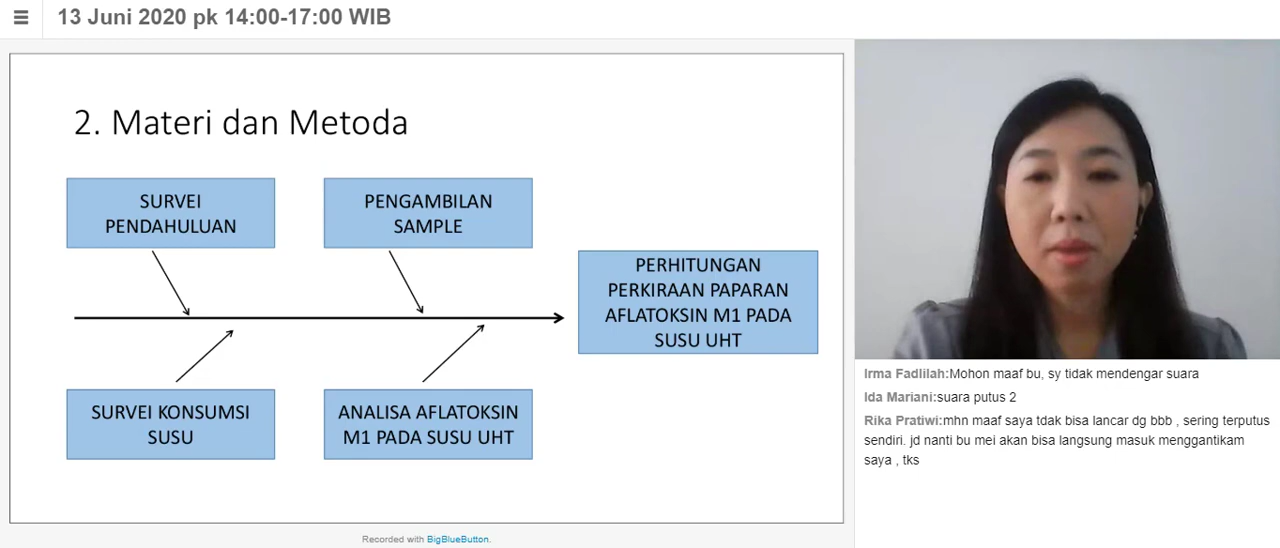 13 Juni 2020 pk 14:00-17:00 WIB
2. Materi dan Metoda
SURVEI
PENDAHULUAN
PENGAMBILAN
SAMPLE
PERHITUNGAN
PERKIRAAN PAPARAN
AFLATOKSIN M1 PADA
SUSU UHT
SURVEI KONSUMSI
SUSU
ANALISA AFLATOKSIN
M1 PADA SUSU UHT
Irma Fadlilah:Mohon maaf bu, sy tidak mendengar suara
Ida Mariani:suara putus 2
Rika Pratiwi:mhn maaf saya tdak bisa lancar dg bbb , sering terputus
sendiri. jd nanti bu mei akan bisa langsung masuk menggantikam
saya , tks
Recorded with BigBlueButton.